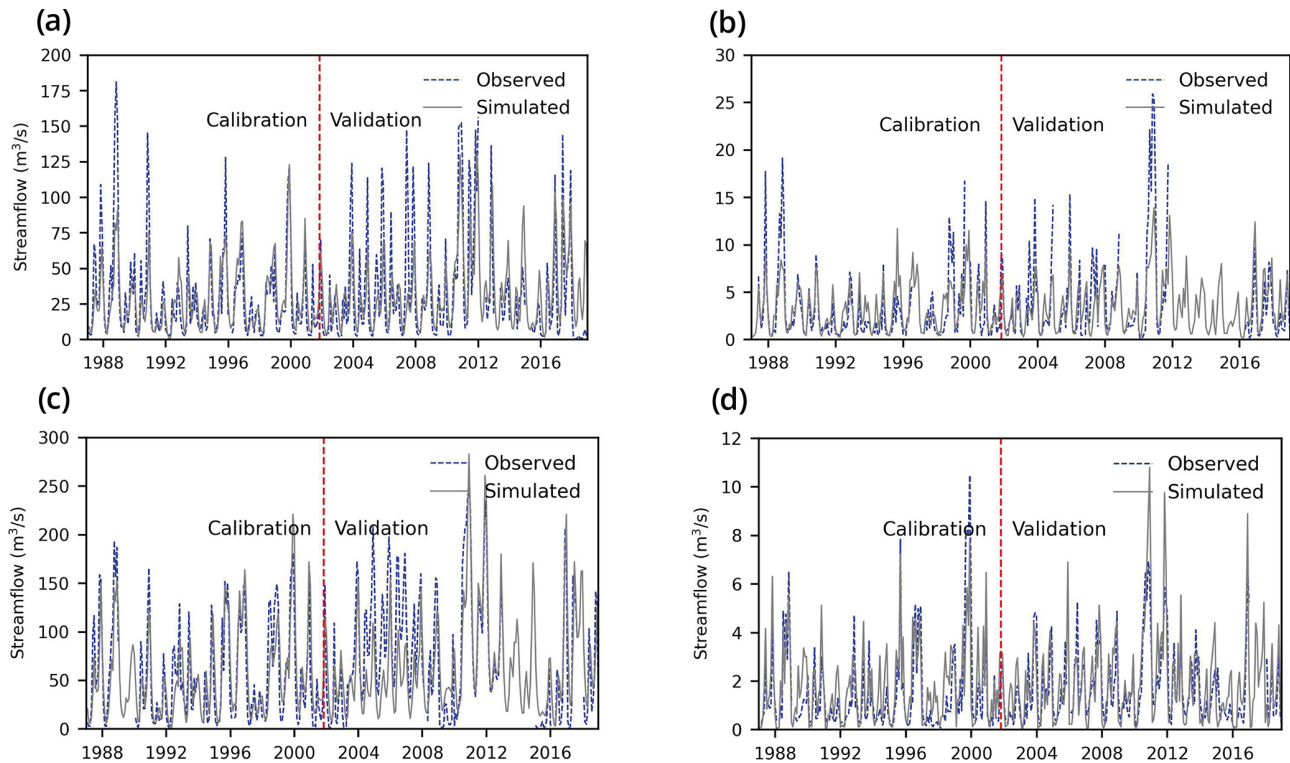 (a)
200
175
150
125
100
75
50
25
0
Streamflow (m³/s)
Observed
Simulated
Calibration
Validation
1988 1992 1996 2000 2004 2008 2012 2016
(b)
30
25
20
15
10
5
0
Observed
Simulated
Calibration
Validation
1988 1992 1996 2000 2004 2008 2012 2016
(c)
300
250
200
150
100
50
0
Streamflow (m³/s)
Observed
Simulated
Calibration
Validation
1988 1992 1996 2000 2004 2008 2012 2016
(d)
12
10
8
6
4
2
0
Streamflow (m³/s)
Observed
Simulated
Calibration
Validation
1988 1992 1996 2000 2004 2008 2012 2016